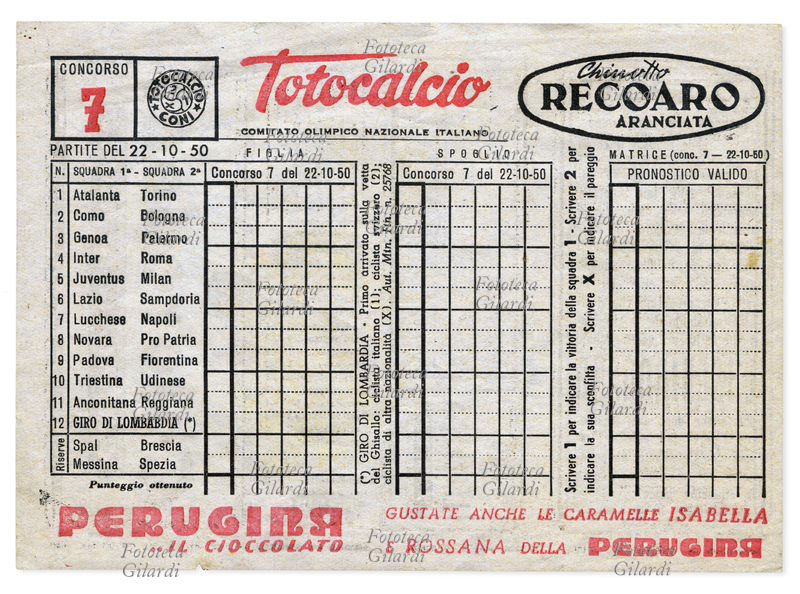 CONCORSO
7
TOTOCALCIO
CONI
Totocalcio
COMITATO OLIMPICO NAZIONALE ITALIANO
Chinotto
RECOARO
ARANCIATA
PARTITE DEL 22-10-50
FIGLIA
SPOGLIO
MATRICE (conc. 7 — 22-10-50)
N. SQUADRA 1ª - SQUADRA 2ª
Concorso 7 del 22-10-50
Concorso 7 del 22-10-50
PRONOSTICO VALIDO
1 Atalanta Torino
2 Como Bologna
3 Genoa Palermo
4 Inter Roma
5 Juventus Milan
6 Lazio Sampdoria
7 Lucchese Napoli
8 Novara Pro Patria
9 Padova Fiorentina
10 Triestina Udinese
11 Anconitana Reggiana
12 GIRO DI LOMBARDIA (*)
Riserve
Spal Brescia
Messina Spezia
Punteggio ottenuto
(*) GIRO DI LOMBARDIA - Primo arrivato sulla vetta
del Ghisallo: ciclista italiano (1); ciclista svizzero (2);
ciclista di altra nazionalità (X). Aut. Min. Fin. n. 25768
Scrivere 1 per indicare la vittoria della squadra 1 - Scrivere 2 per
indicare la sua sconfitta - Scrivere X per indicare il pareggio
PERUGINA
IL CIOCCOLATO
GUSTATE ANCHE LE CARAMELLE ISABELLA
E ROSSANA DELLA PERUGINA
Fototeca
Gilardi